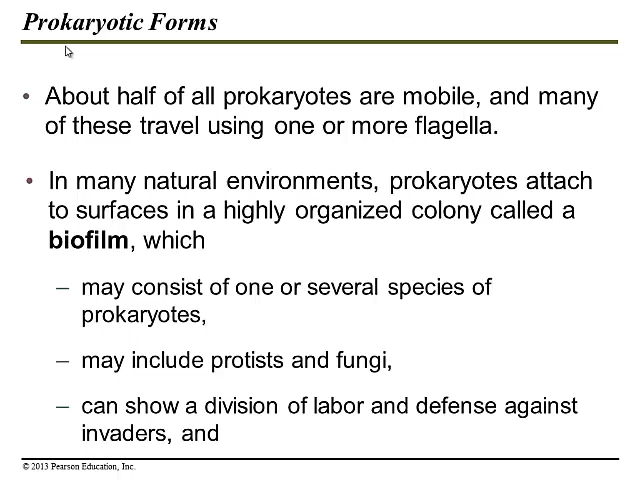 Prokaryotic Forms
• About half of all prokaryotes are mobile, and many
of these travel using one or more flagella.
• In many natural environments, prokaryotes attach
to surfaces in a highly organized colony called a
biofilm, which
– may consist of one or several species of
prokaryotes,
– may include protists and fungi,
– can show a division of labor and defense against
invaders, and
© 2013 Pearson Education, Inc.